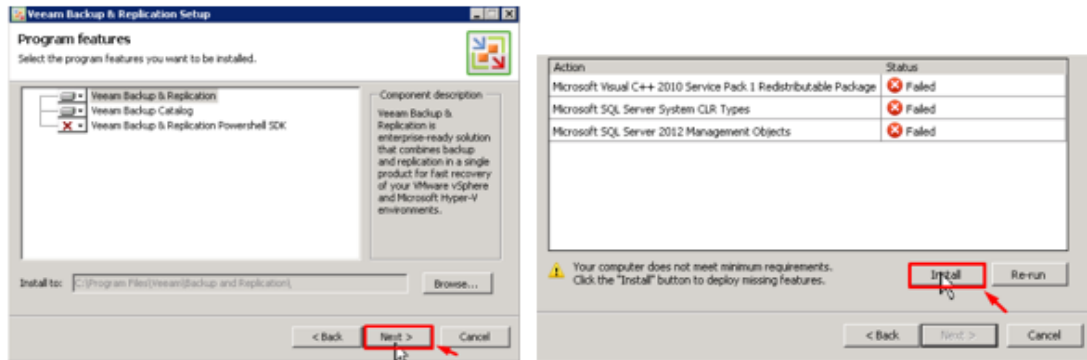 Veeam Backup & Replication Setup
Program features
Select the program features you want to be installed.
Veeam Backup & Replication
Veeam Backup Catalog
Veeam Backup & Replication Powershell SDK
Component description
Veeam Backup &
Replication is
enterprise-ready solution
that combines backup
and replication in a single
product for fast recovery
of your VMware vSphere
and Microsoft Hyper-V
environments.
Install to:
C:\Program Files\Veeam\Backup and Replication\
Browse...
< Back
Next >
Cancel
Action Status
Microsoft Visual C++ 2010 Service Pack 1 Redistributable Package Failed
Microsoft SQL Server System CLR Types Failed
Microsoft SQL Server 2012 Management Objects Failed
Your computer does not meet minimum requirements.
Click the "Install" button to deploy missing features.
Install
Re-run
< Back
Next >
Cancel